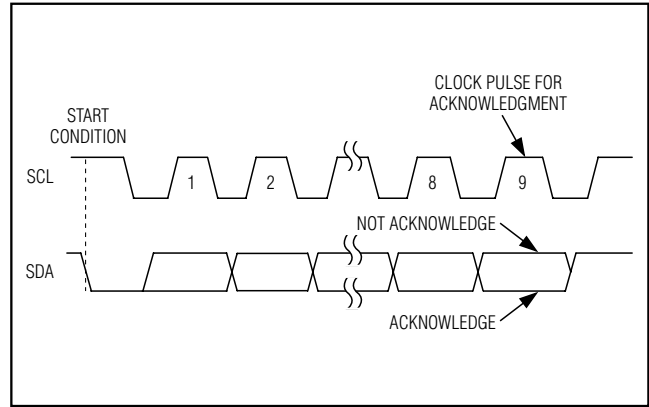 CLOCK PULSE FOR
ACKNOWLEDGMENT
START
CONDITION
SCL
1
2
8
9
NOT ACKNOWLEDGE
SDA
ACKNOWLEDGE